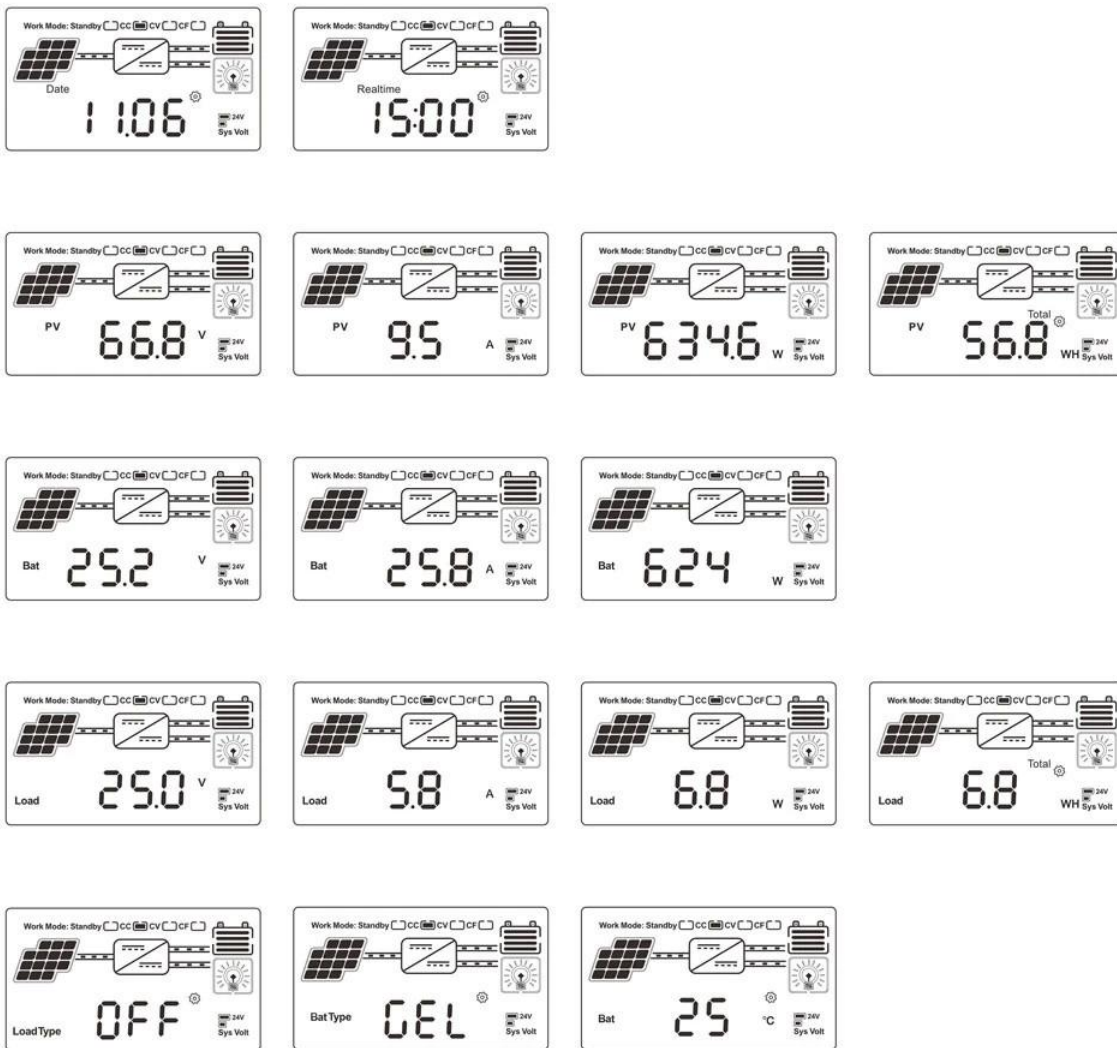 Work Mode: Standby CC CV CF
Date
11.06
24V
Sys Volt
Work Mode: Standby CC CV CF
Realtime
15:00
24V
Sys Volt
Work Mode: Standby CC CV CF
PV
66.8 V
24V
Sys Volt
Work Mode: Standby CC CV CF
PV
9.5 A
24V
Sys Volt
Work Mode: Standby CC CV CF
PV
634.6 W
24V
Sys Volt
Work Mode: Standby CC CV CF
Total
PV
56.8 WH
24V
Sys Volt
Work Mode: Standby CC CV CF
Bat 25.2 V
24V
Sys Volt
Work Mode: Standby CC CV CF
Bat 25.8 A
24V
Sys Volt
Work Mode: Standby CC CV CF
Bat 624 W
24V
Sys Volt
Work Mode: Standby CC CV CF
Load 25.0 V
24V
Sys Volt
Work Mode: Standby CC CV CF
Load 5.8 A
24V
Sys Volt
Work Mode: Standby CC CV CF
Load 6.8 W
24V
Sys Volt
Work Mode: Standby CC CV CF
Total
Load 6.8 WH
24V
Sys Volt
Work Mode: Standby CC CV CF
LoadType OFF
24V
Sys Volt
Work Mode: Standby CC CV CF
BatType GEL
24V
Sys Volt
Work Mode: Standby CC CV CF
Bat 25 °C
24V
Sys Volt